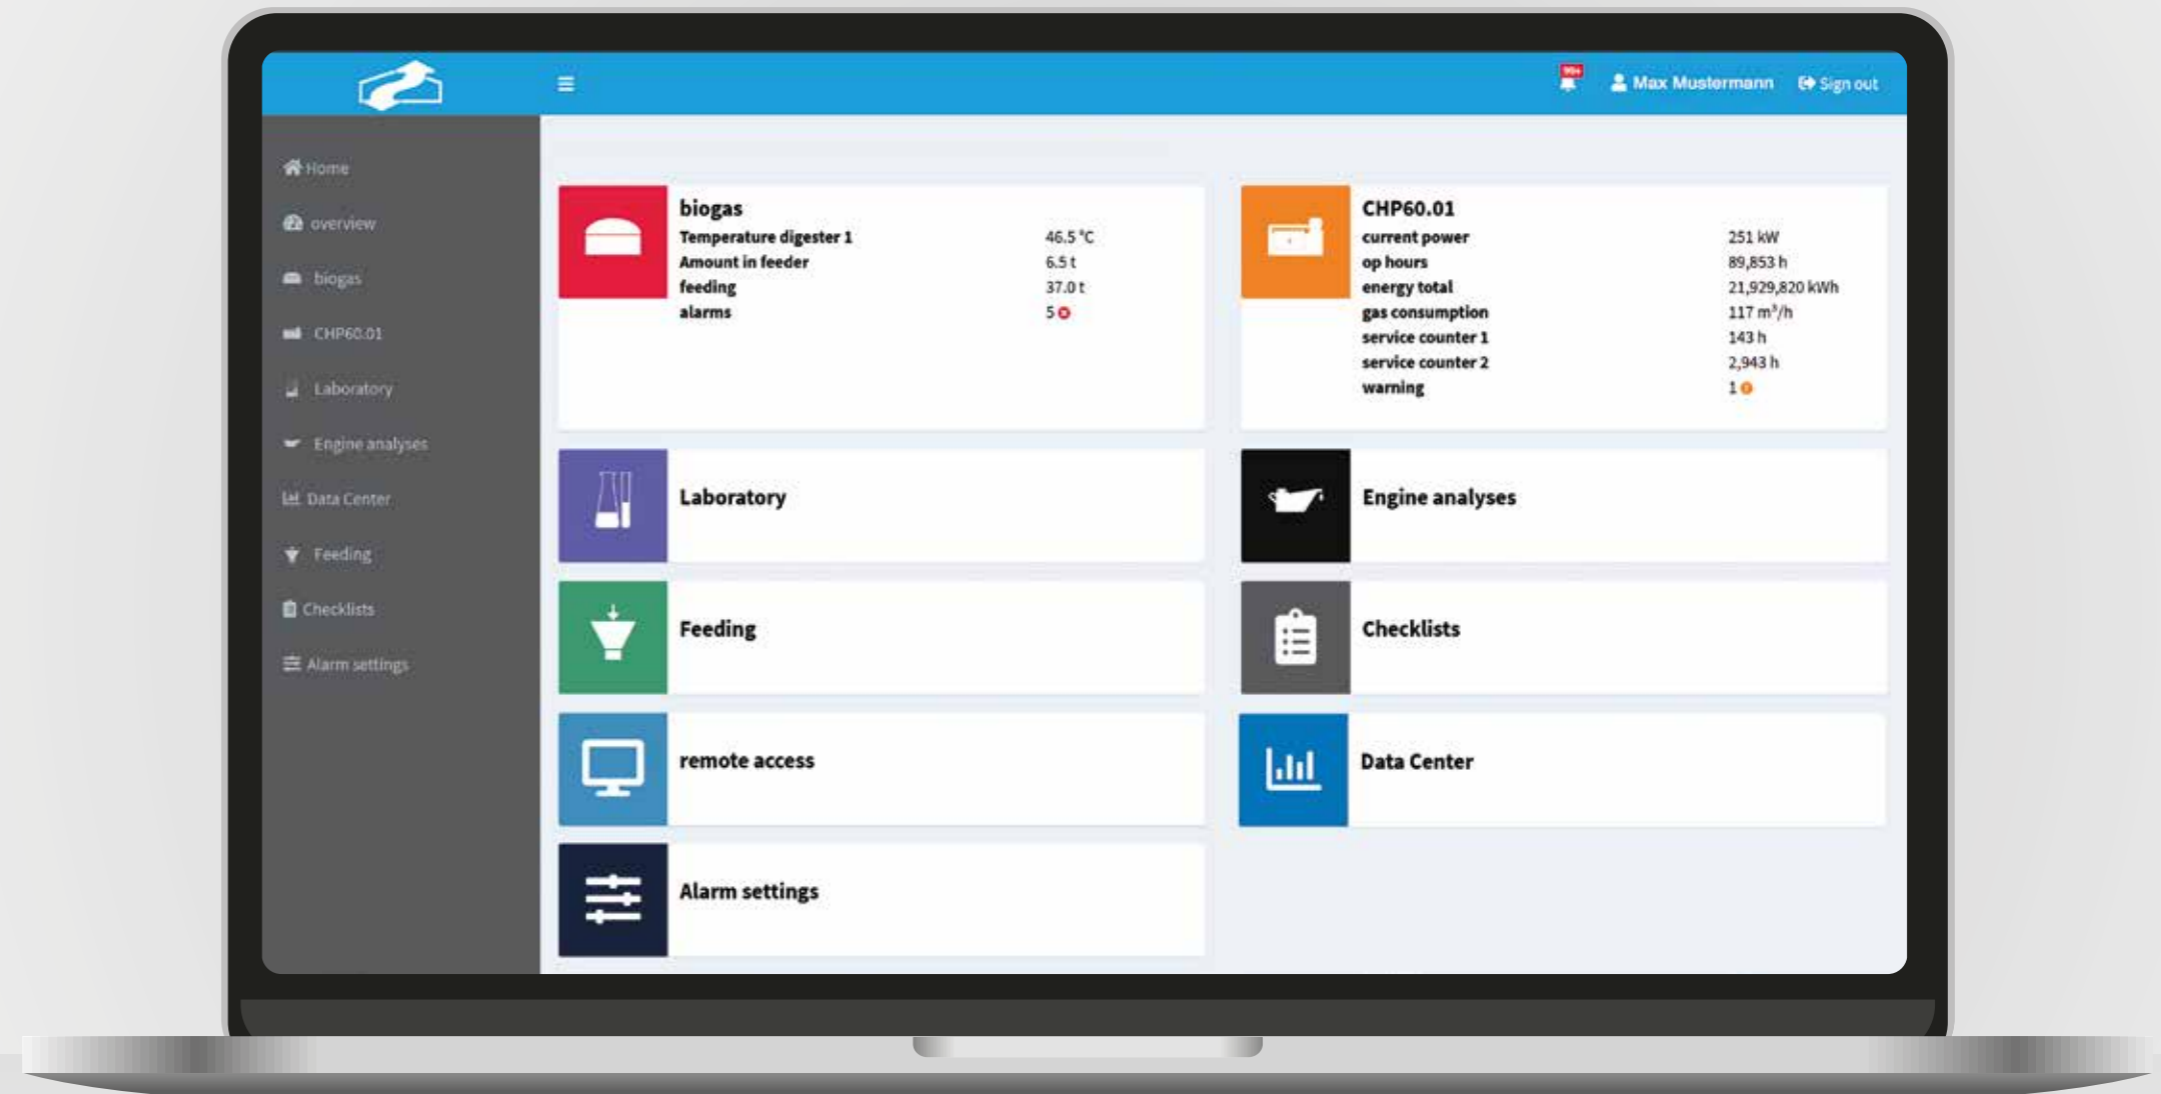 99+
Max Mustermann
Sign out
Home
overview
biogas
CHP60.01
Laboratory
Engine analyses
Data Center
Feeding
Checklists
Alarm settings
biogas
Temperature digester 1 46.5 °C
Amount in feeder 6.5 t
feeding 37.0 t
alarms 5
CHP60.01
current power 251 kW
op hours 89,853 h
energy total 21,929,820 kWh
gas consumption 117 m³/h
service counter 1 143 h
service counter 2 2,943 h
warning 1
Laboratory
Engine analyses
Feeding
Checklists
remote access
Data Center
Alarm settings